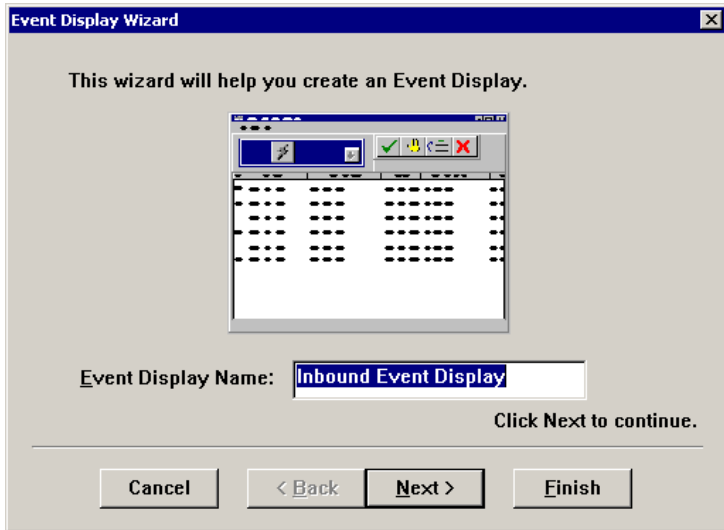 Event Display Wizard
This wizard will help you create an Event Display.
Event Display Name: Inbound Event Display
Click Next to continue.
Cancel < Back Next > Finish